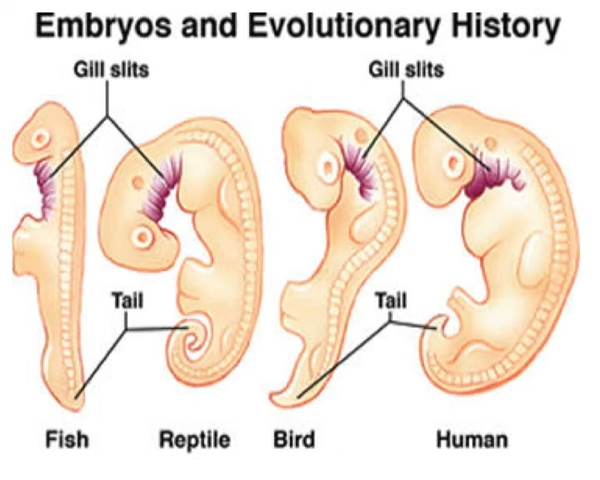 Embryos and Evolutionary History
Gill slits
Gill slits
Tail
Tail
Fish
Reptile
Bird
Human